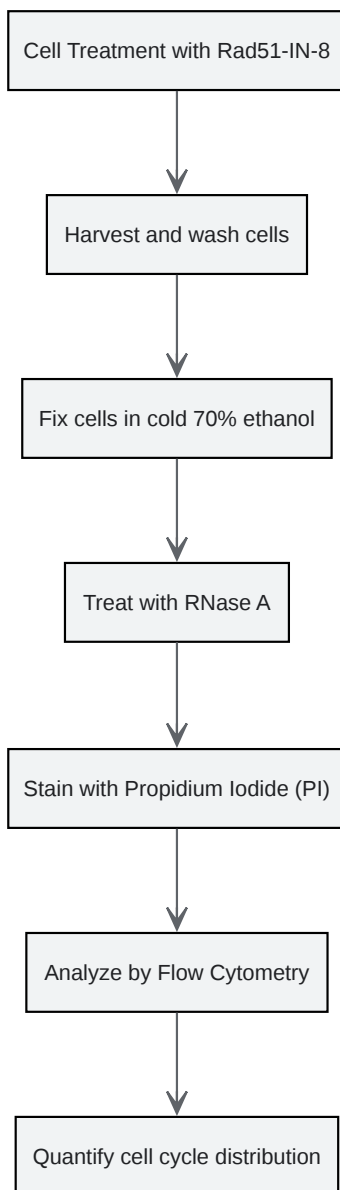 Cell Treatment with Rad51-IN-8
Harvest and wash cells
Fix cells in cold 70% ethanol
Treat with RNase A
Stain with Propidium Iodide (PI)
Analyze by Flow Cytometry
Quantify cell cycle distribution